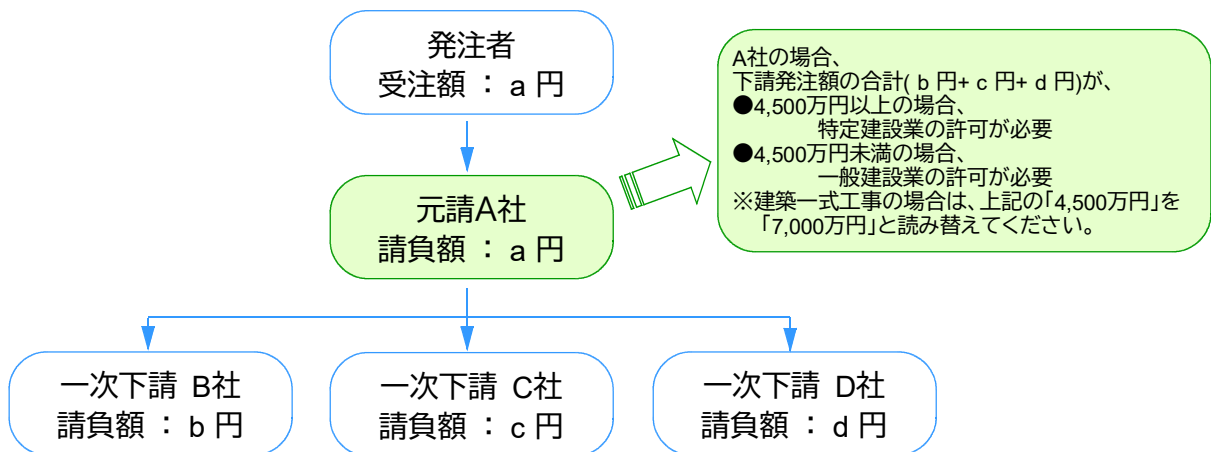 発注者
受注額 ： a 円
A社の場合、
下請発注額の合計( b 円+ c 円+ d 円)が、
●4,500万円以上の場合、
特定建設業の許可が必要
●4,500万円未満の場合、
一般建設業の許可が必要
※建築一式工事の場合は、上記の「4,500万円」を
「7,000万円」と読み替えてください。
元請A社
請負額 ： a 円
一次下請 B社
請負額 ： b 円
一次下請 C社
請負額 ： c 円
一次下請 D社
請負額 ： d 円